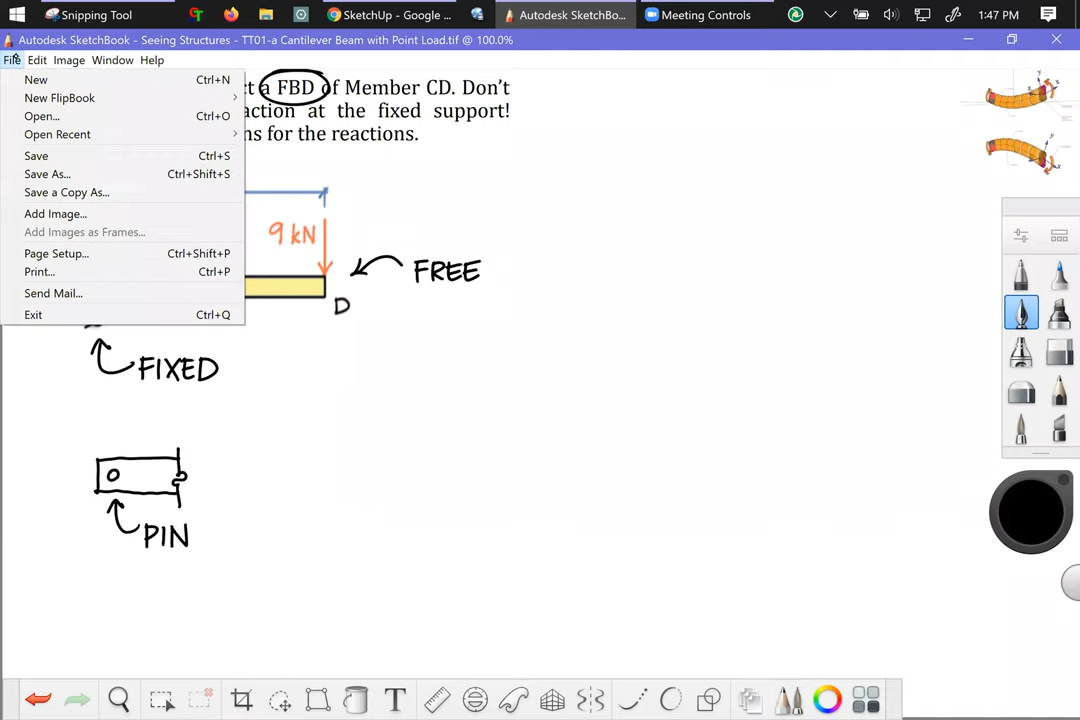 Snipping Tool
SketchUp - Google ...
Autodesk SketchBo...
Meeting Controls
1:47 PM
Autodesk SketchBook - Seeing Structures - TT01-a Cantilever Beam with Point Load.tif @ 100.0%
File Edit Image Window Help
New Ctrl+N
New FlipBook
Open... Ctrl+O
Open Recent
Save Ctrl+S
Save As... Ctrl+Shift+S
Save a Copy As...
Add Image...
Add Images as Frames...
Page Setup... Ctrl+Shift+P
Print... Ctrl+P
Send Mail...
Exit Ctrl+Q
a FBD of Member CD. Don't
at the fixed support!
for the reactions.
9 kN
FREE
D
FIXED
PIN